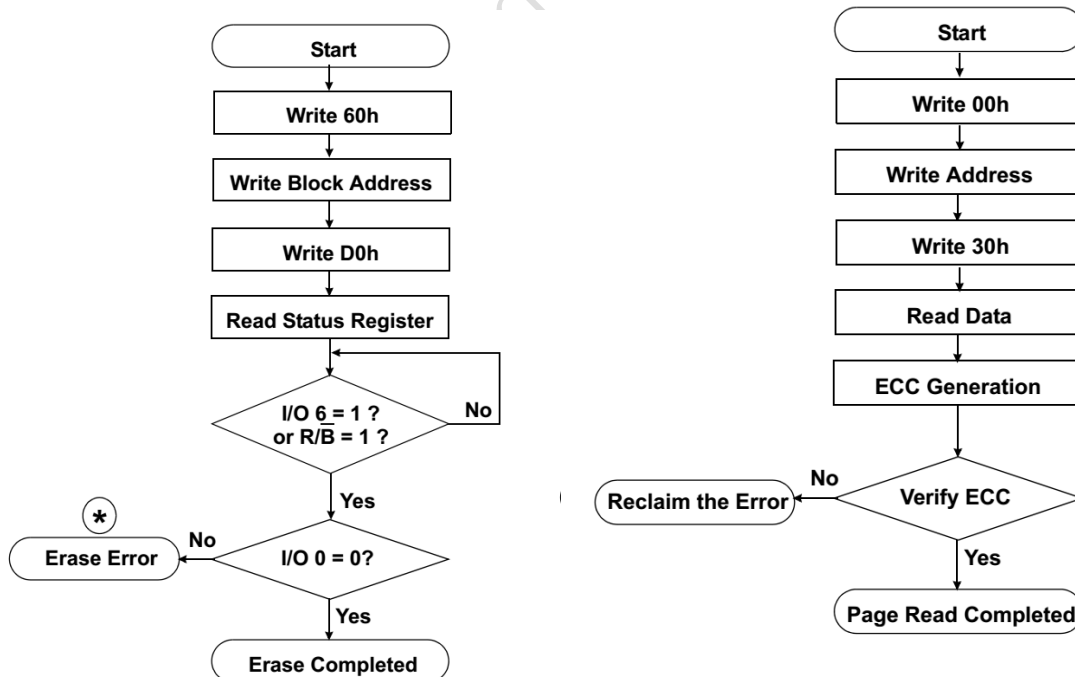 Start
Write 60h
Write Block Address
Write D0h
Read Status Register
I/O 6 = 1 ?
or R/B̅ = 1 ?
No
Yes
*
Erase Error
No
I/O 0 = 0?
Yes
Erase Completed
Start
Write 00h
Write Address
Write 30h
Read Data
ECC Generation
No
Reclaim the Error
Verify ECC
Yes
Page Read Completed